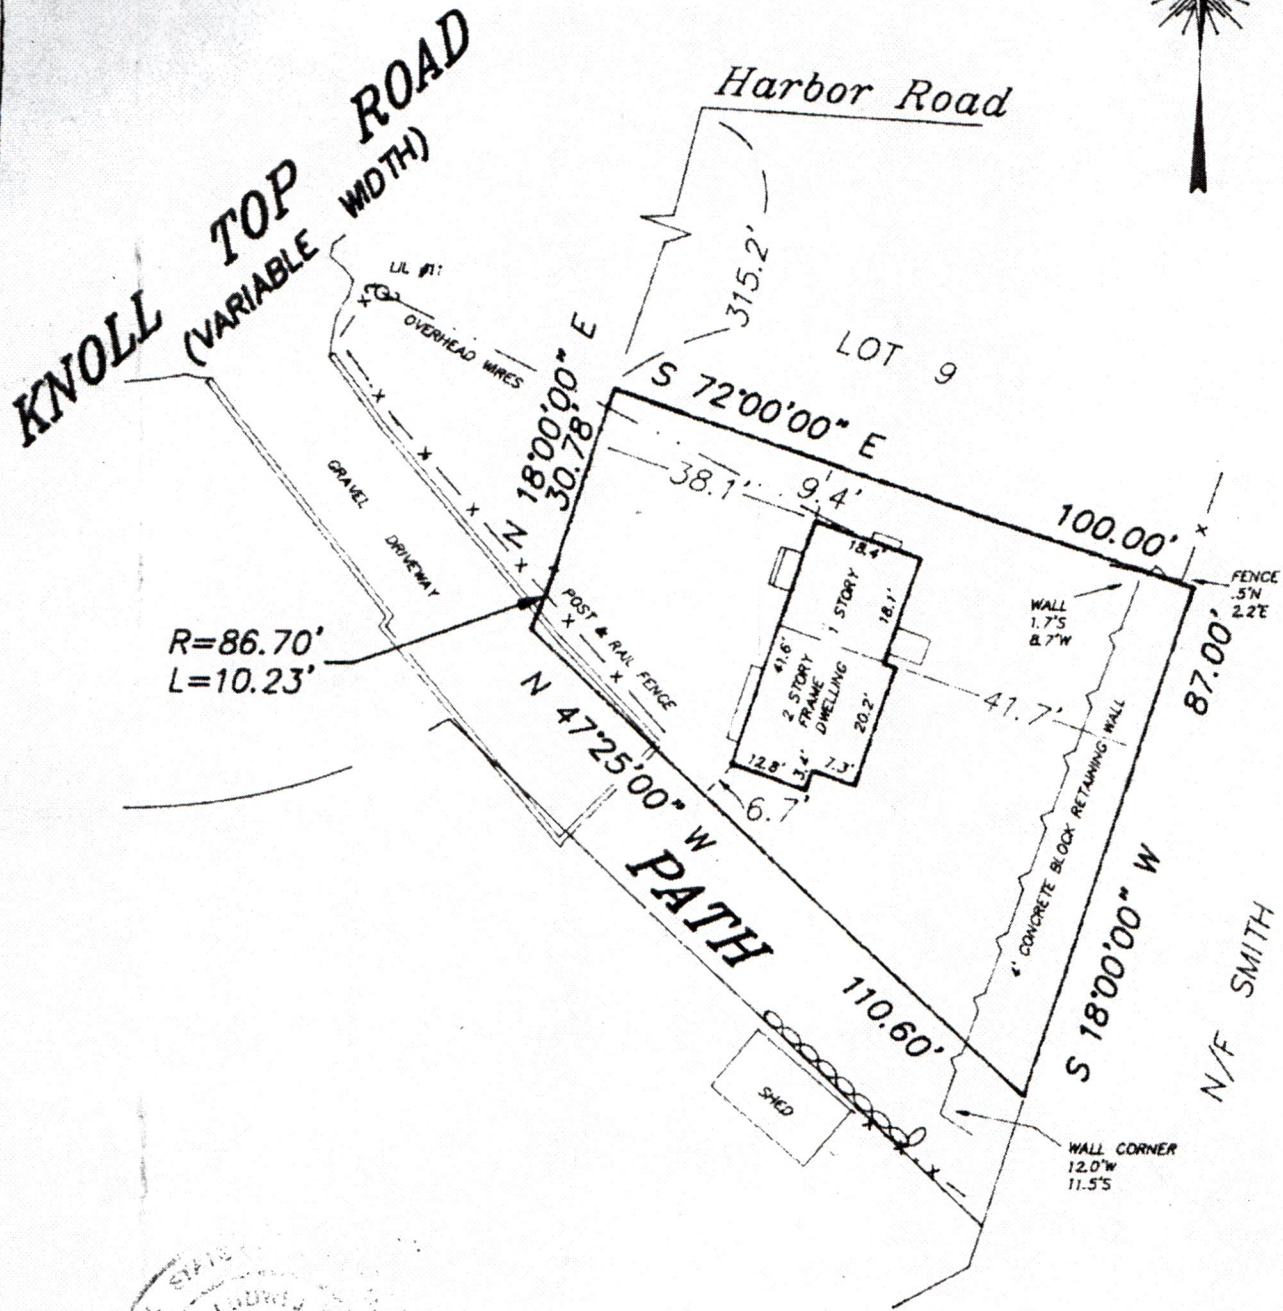 Harbor Road
KNOLL TOP ROAD
(VARIABLE WIDTH)
315.2'
OVERHEAD WIRES
LOT 9
N 18°00'00" E
30.78'
S 72°00'00" E
100.00'
38.1'
9.4'
18.4'
1 STORY
18.1'
GRAVEL
DRIVEWAY
POST & RAIL FENCE
FENCE
.5'N
2.2'E
WALL
1.7'S
8.7'W
R=86.70'
L=10.23'
41.6'
2 STORY
FRAME
DWELLING
20.2'
41.7'
87.00'
S 18°00'00" W
12.8'
3.4'
7.3'
6.7'
N 47°25'00" W
110.60'
PATH
4' CONCRETE BLOCK RETAINING WALL
N/F SMITH
SHED
WALL CORNER
12.0'W
11.5'S
STATE